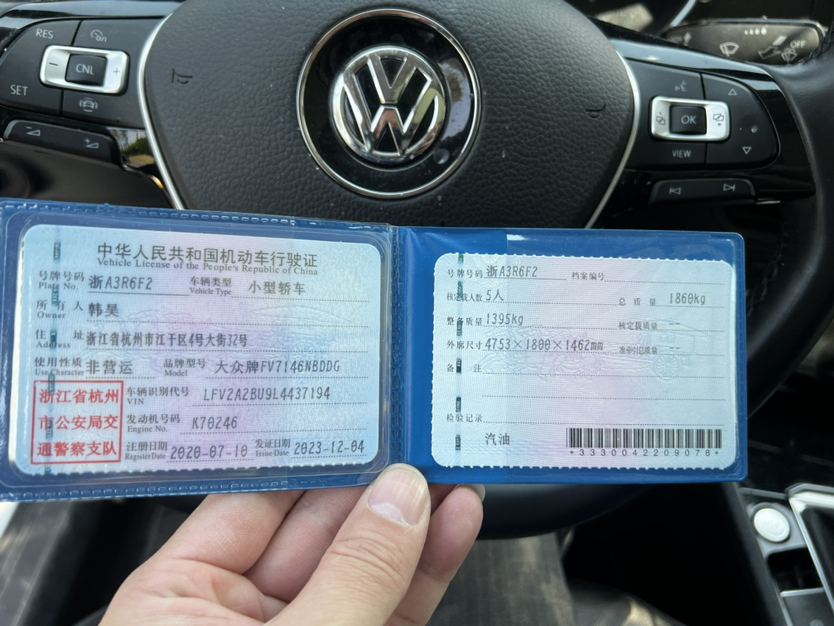 RES
CNL
SET
OFF
OK
VIEW
中华人民共和国机动车行驶证
Vehicle License of the People's Republic of China
号牌号码 浙A3R6F2 车辆类型 小型轿车
Plate No. Vehicle Type
所有人 韩昊
Owner
住址 浙江省杭州市江干区4号大街32号
Address
使用性质 非营运 品牌型号 大众牌FV7146NBDDG
Use Character Model
浙江省杭州
市公安局交
通警察支队
车辆识别代号 LFV2A2BU9L4437194
VIN
发动机号码 K70246
Engine No.
注册日期 2020-07-10 发证日期 2023-12-04
Register Date Issue Date
号牌号码 浙A3R6F2 档案编号
核定载人数 5人 总质量 1860kg
整备质量 1395kg 核定载质量 --
外廓尺寸 4753×1800×1462mm 准牵引总质量 --
备注
检验记录
汽油
*3330042209078*